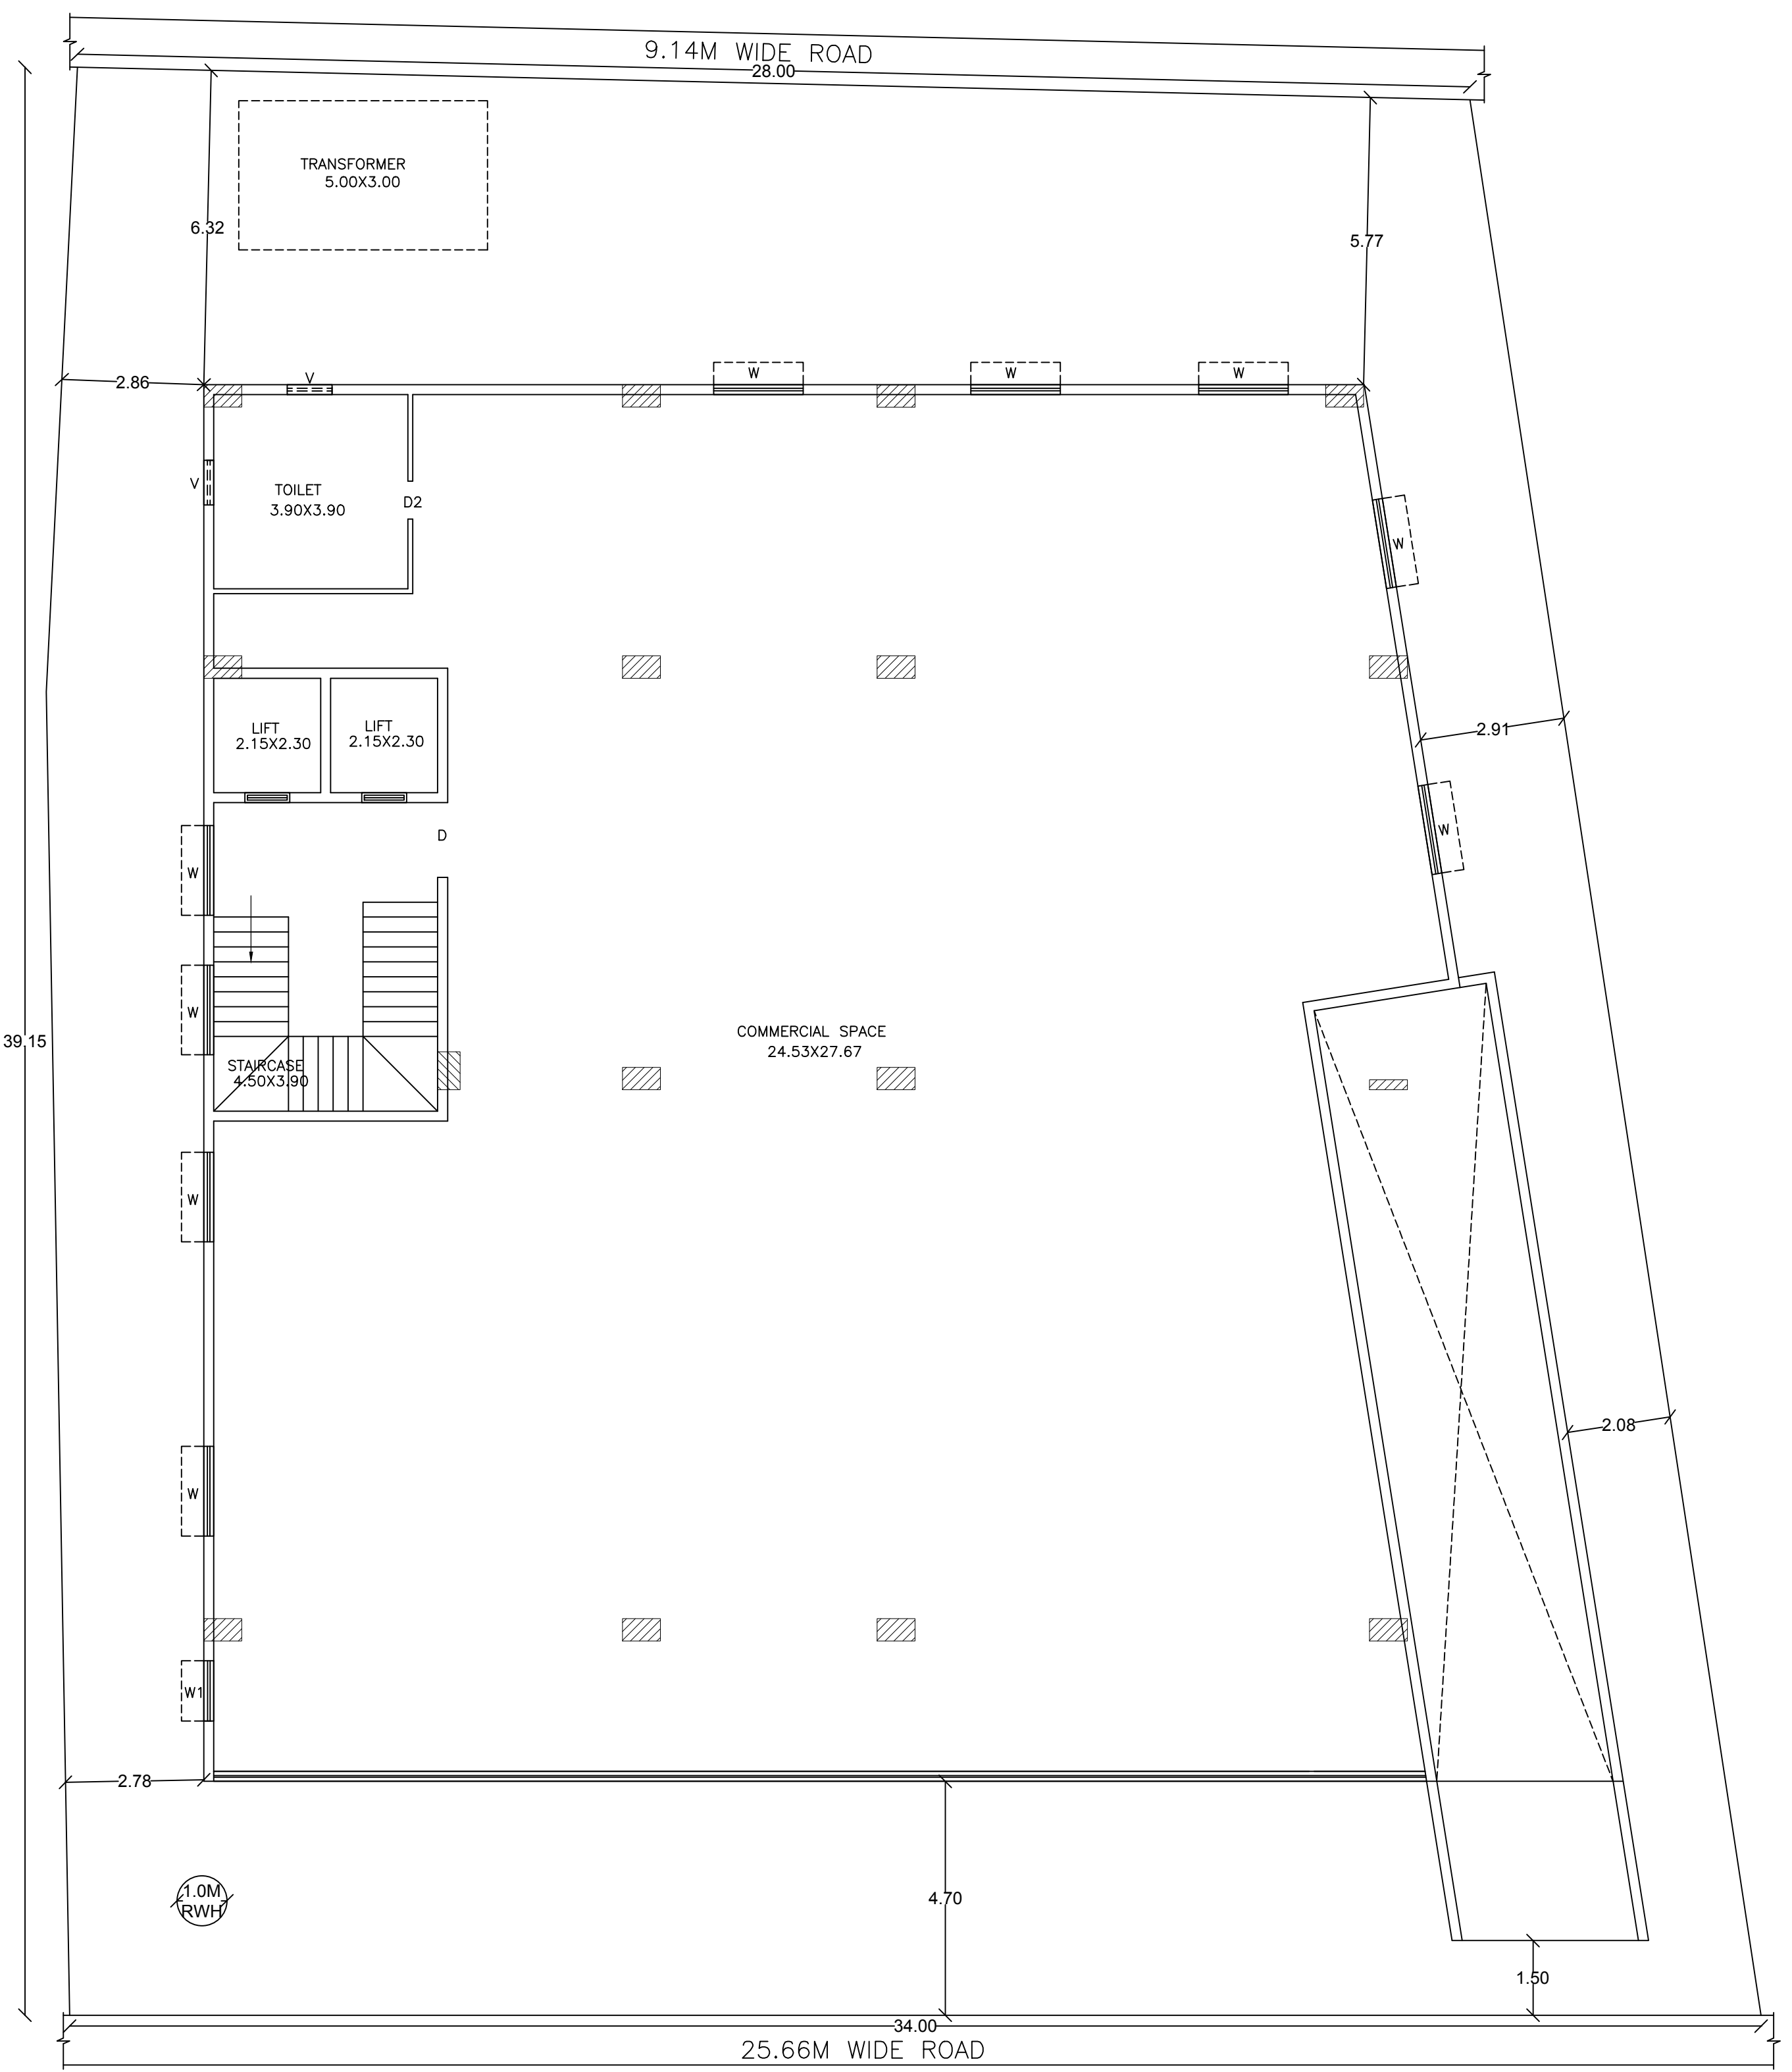 9.14M WIDE ROAD
28.00
TRANSFORMER
5.00X3.00
6.32
5.77
2.86
V
W
W
W
V
TOILET
3.90X3.90
D2
W
LIFT
2.15X2.30
LIFT
2.15X2.30
2.91
D
W
W
W
39.15
COMMERCIAL SPACE
24.53X27.67
STAIRCASE
4.50X3.90
W
2.08
W
W1
2.78
1.0M
RWH
4.70
1.50
34.00
25.66M WIDE ROAD